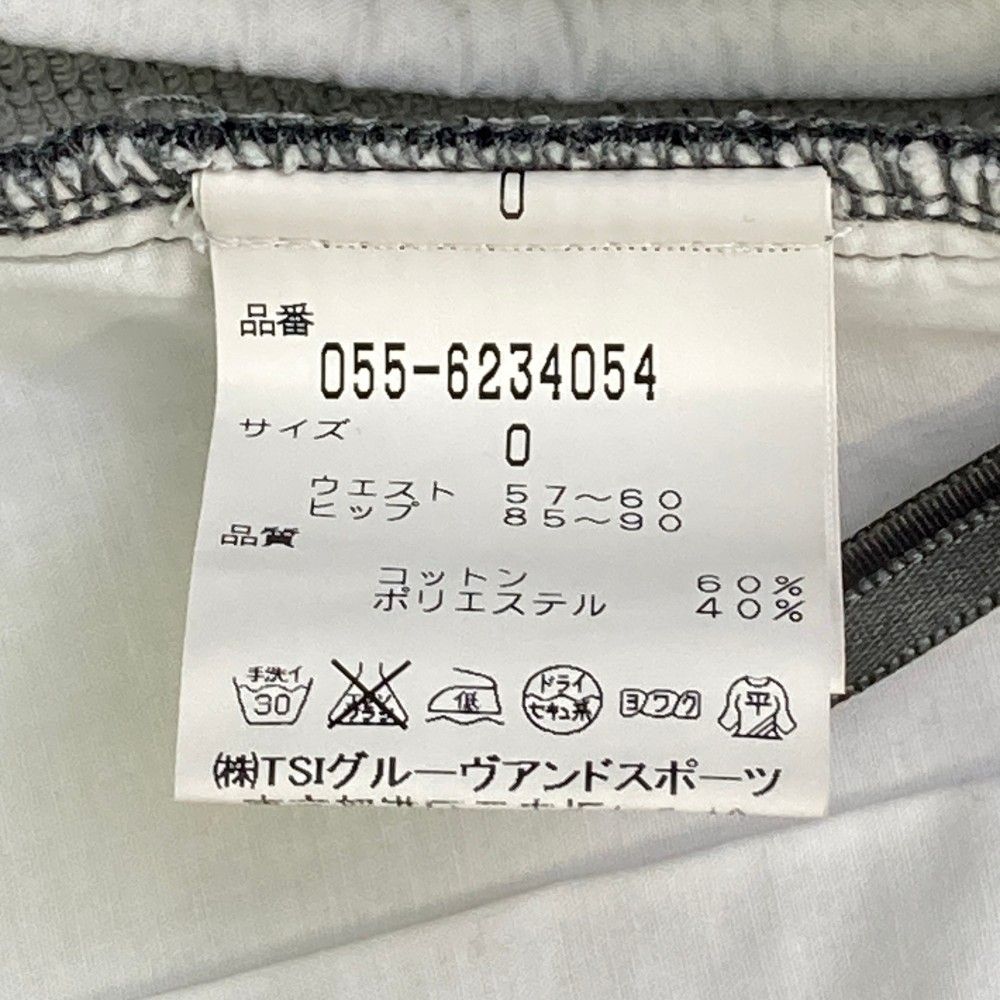 0
品番
055-6234054
サイズ
0
ウエスト 57～60
ヒップ 85～90
品質
コットン 60%
ポリエステル 40%
手洗イ 30
低
ドライ セキユ系
ヨワク
平
(株)TSIグルーヴアンドスポーツ